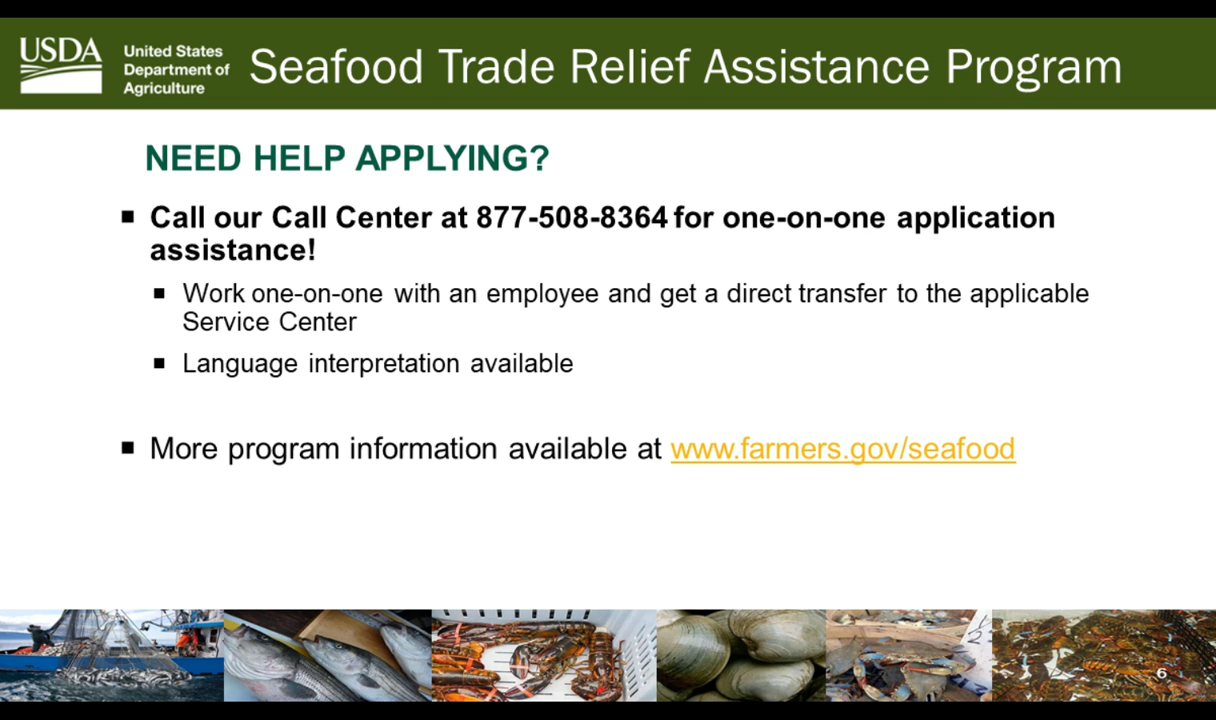 USDA
United States
Department of
Agriculture
Seafood Trade Relief Assistance Program
NEED HELP APPLYING?
■ Call our Call Center at 877-508-8364 for one-on-one application
assistance!
■ Work one-on-one with an employee and get a direct transfer to the applicable
Service Center
■ Language interpretation available
■ More program information available at www.farmers.gov/seafood
6